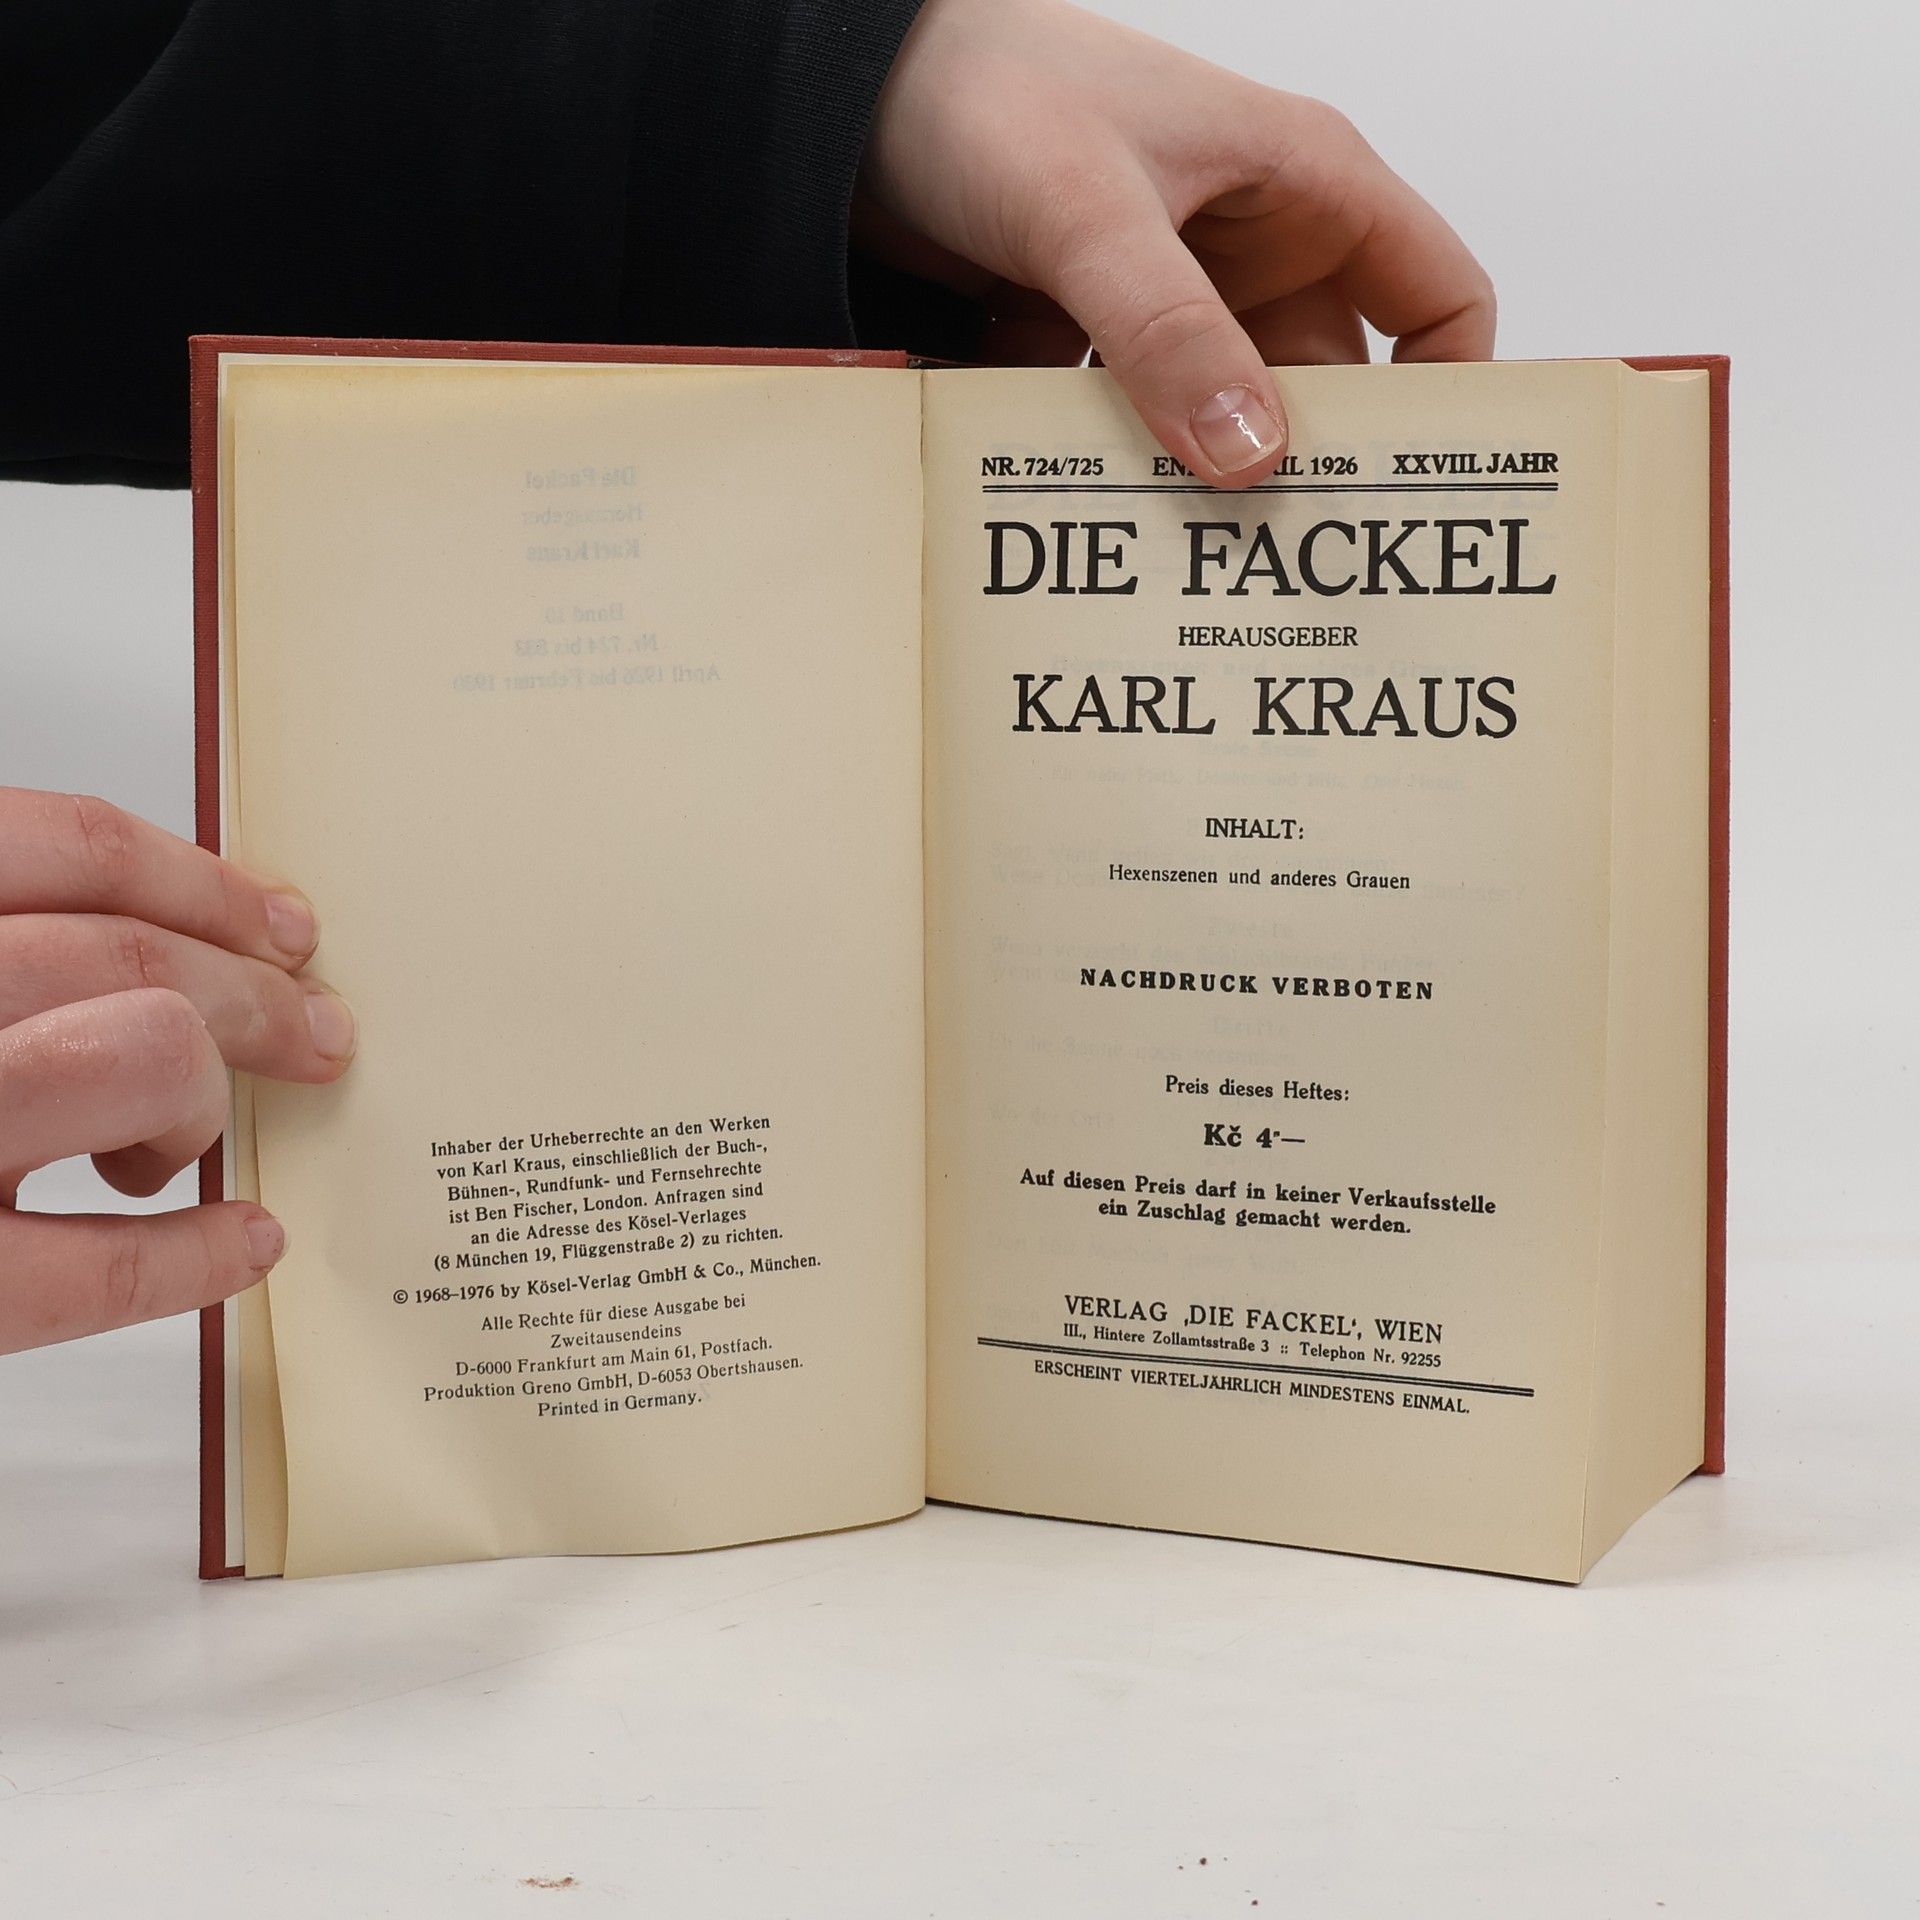 Inhaber der Urheberrechte an den Werken
von Karl Kraus, einschließlich der Buch-,
Bühnen-, Rundfunk- und Fernsehrechte
ist Ben Fischer, London. Anfragen sind
an die Adresse des Kösel-Verlages
(8 München 19, Flüggenstraße 2) zu richten.
© 1968–1976 by Kösel-Verlag GmbH & Co., München.
Alle Rechte für diese Ausgabe bei
Zweitausendeins
D-6000 Frankfurt am Main 61, Postfach.
Produktion Greno GmbH, D-6053 Obertshausen.
Printed in Germany.
NR. 724/725 1926 XXVIII. JAHR
DIE FACKEL
HERAUSGEBER
KARL KRAUS
INHALT:
Hexenszenen und anderes Grauen
NACHDRUCK VERBOTEN
Preis dieses Heftes:
Kč 4·—
Auf diesen Preis darf in keiner Verkaufsstelle
ein Zuschlag gemacht werden.
VERLAG ‚DIE FACKEL‘, WIEN
III., Hintere Zollamtsstraße 3 :: Telephon Nr. 92255
ERSCHEINT VIERTELJÄHRLICH MINDESTENS EINMAL.